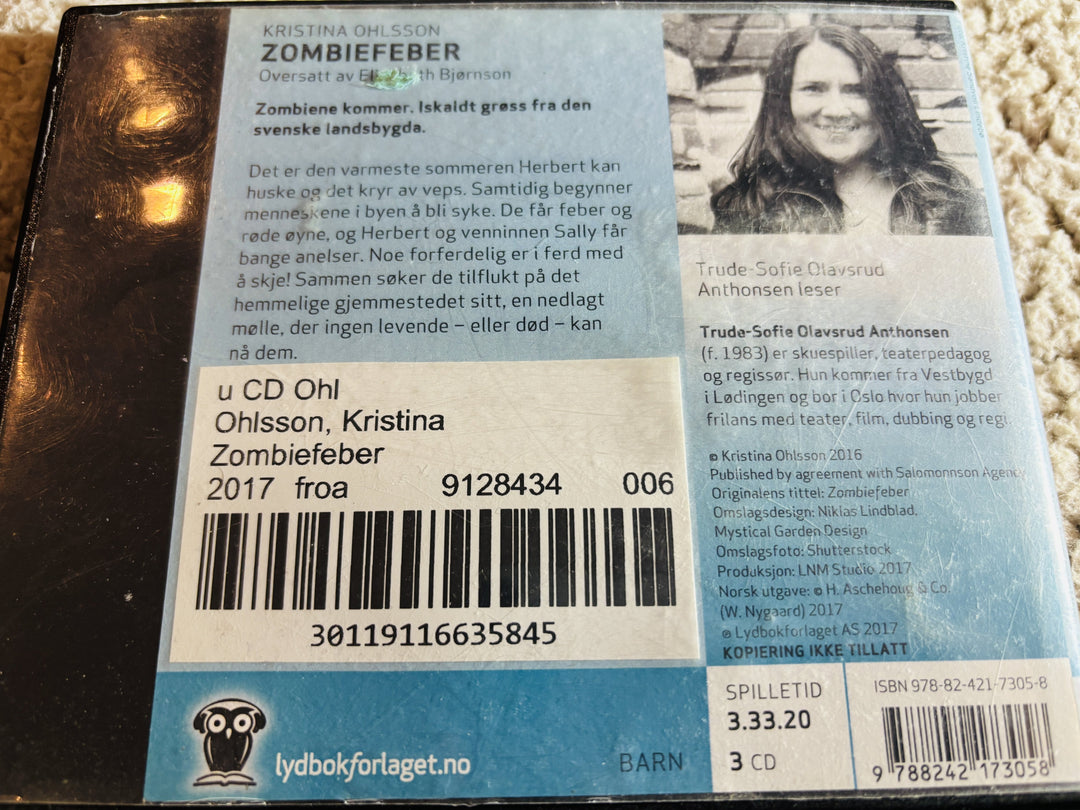 KRISTINA OHLSSON
ZOMBIEFEBER
Oversatt av Bjørnson
Zombiene kommer. Iskaldt grøss fra den
svenske landsbygda.
Det er den varmeste sommeren Herbert kan
huske og det kryr av veps. Samtidig begynner
menneskene i byen å bli syke. De får feber og
røde øyne, og Herbert og venninnen Sally får
bange anelser. Noe forferdelig er i ferd med
å skje! Sammen søker de tilflukt på det
hemmelige gjemmestedet sitt, en nedlagt
mølle, der ingen levende – eller død – kan
nå dem.
u CD Ohl
Ohlsson, Kristina
Zombiefeber
2017 froa 9128434 006
30119116635845
lydbokforlaget.no
BARN
Trude-Sofie Olavsrud
Anthonsen leser
Trude-Sofie Olavsrud Anthonsen
(f. 1983) er skuespiller, teaterpedagog
og regissør. Hun kommer fra Vestbygd
i Lødingen og bor i Oslo hvor hun jobber
frilans med teater, film, dubbing og regi.
© Kristina Ohlsson 2016
Published by agreement with Salomonnson Agency
Originalens tittel: Zombiefeber
Omslagsdesign: Niklas Lindblad.
Mystical Garden Design
Omslagsfoto: Shutterstock
Produksjon: LNM Studio 2017
Norsk utgave: © H. Aschehoug & Co.
(W. Nygaard) 2017
℗ Lydbokforlaget AS 2017
KOPIERING IKKE TILLATT
SPILLETID
3.33.20
3 CD
ISBN 978-82-421-7305-8
9 788242 173058